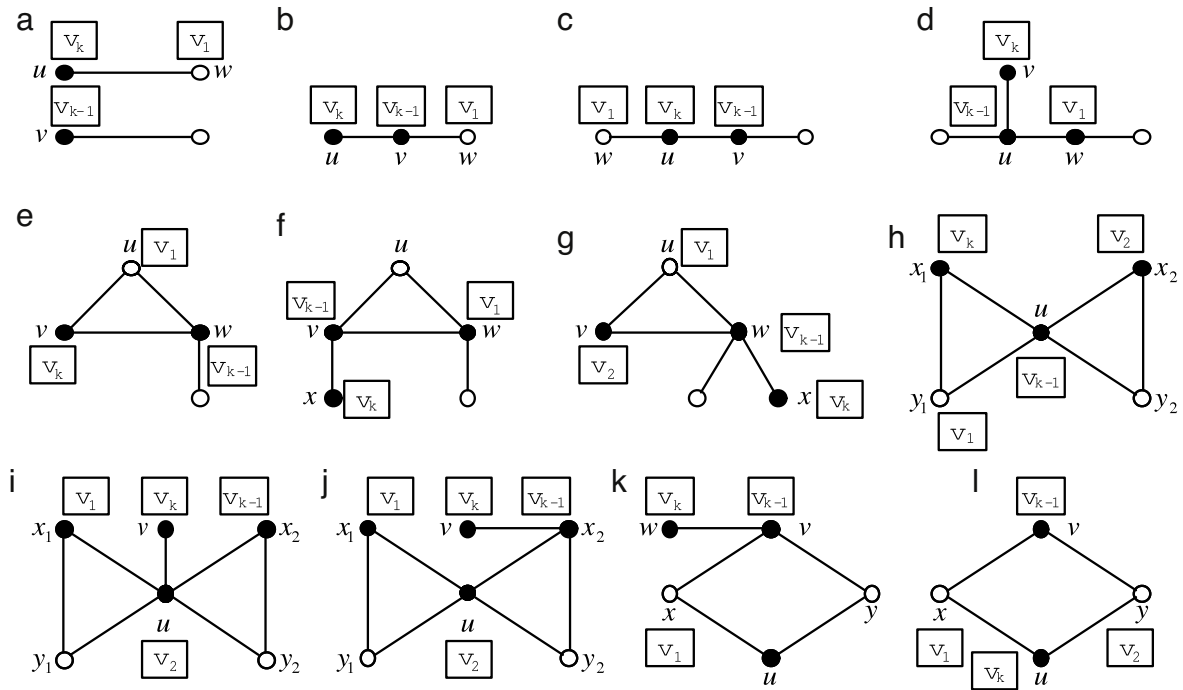 a b c d
V_k V_1 V_k
u w v
V_{k-1} V_k V_{k-1} V_1 V_1 V_k V_{k-1} V_{k-1} V_1
v u v w w u v u w
e f g h
u V_1 u u V_1 V_k V_2
x_1 x_2
V_{k-1} V_1 u
v w v w v w V_{k-1}
V_k V_{k-1} V_2 V_{k-1}
x V_k x V_k y_1 y_2
V_1
i j k l
V_1 V_k V_{k-1} V_1 V_k V_{k-1} V_k V_{k-1} V_{k-1}
x_1 v x_2 x_1 v x_2 w v v
u u x y x y
y_1 V_2 y_2 y_1 V_2 y_2 V_1 V_1 V_k V_2
u u